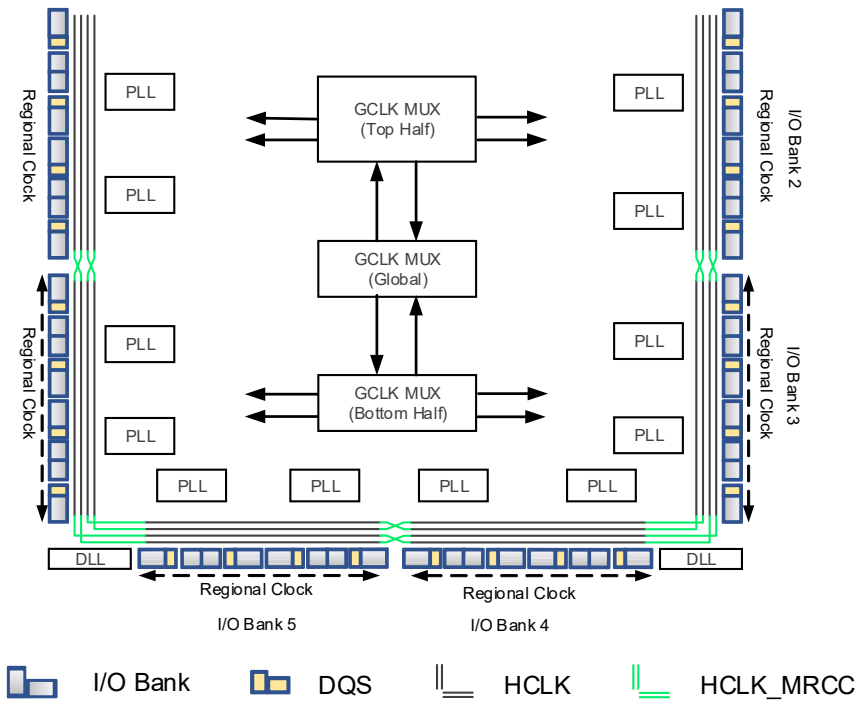 PLL
GCLK MUX
(Top Half)
PLL
Regional Clock
Regional Clock
I/O Bank 2
PLL
PLL
GCLK MUX
(Global)
PLL
PLL
Regional Clock
Regional Clock
I/O Bank 3
GCLK MUX
(Bottom Half)
PLL
PLL
PLL
PLL
PLL
PLL
DLL
DLL
Regional Clock
Regional Clock
I/O Bank 5
I/O Bank 4
I/O Bank
DQS
HCLK
HCLK_MRCC